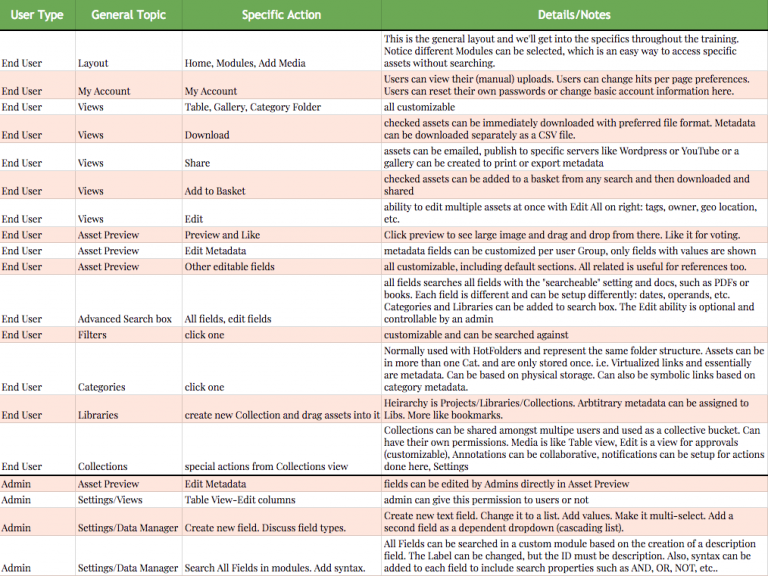 User Type General Topic Specific Action Details/Notes
This is the general layout and we'll get into the specifics throughout the training.
Notice different Modules can be selected, which is an easy way to access specific
End User Layout Home, Modules, Add Media assets without searching.
Users can view their (manual) uploads. Users can change hits per page preferences.
End User My Account My Account Users can reset their own passwords or change basic account information here.
End User Views Table, Gallery, Category Folder all customizable
checked assets can be immediately downloaded with preferred file format. Metadata
End User Views Download can be downloaded separately as a CSV file.
assets can be emailed, publish to specific servers like Wordpress or YouTube or a
End User Views Share gallery can be created to print or export metadata
checked assets can be added to a basket from any search and then downloaded and
End User Views Add to Basket shared
ability to edit multiple assets at once with Edit All on right: tags, owner, geo location,
End User Views Edit etc.
End User Asset Preview Preview and Like Click preview to see large image and drag and drop from there. Like it for voting.
End User Asset Preview Edit Metadata metadata fields can be customized per user Group, only fields with values are shown
End User Asset Preview Other editable fields all customizable, including default sections. All related is useful for references too.
all fields searches all fields with the "searcheable" setting and docs, such as PDFs or
books. Each field is different and can be setup differently: dates, operands, etc.
Categories and Libraries can be added to search box. The Edit ability is optional and
End User Advanced Search box All fields, edit fields controllable by an admin
End User Filters click one customizable and can be searched against
Normally used with HotFolders and represent the same folder structure. Assets can be
in more than one Cat. and are only stored once. i.e. Virtualized links and essentially
are metadata. Can be based on physical storage. Can also be symbolic links based on
End User Categories click one category metadata.
Heirarchy is Projects/Libraries/Collections. Arbtitrary metadata can be assigned to
End User Libraries create new Collection and drag assets into it Libs. More like bookmarks.
Collections can be shared amongst multipe users and used as a collective bucket. Can
have their own permissions. Media is like Table view, Edit is a view for approvals
(customizable), Annotations can be collaborative, notifications can be setup for actions
End User Collections special actions from Collections view done here, Settings
Admin Asset Preview Edit Metadata fields can be edited by Admins directly in Asset Preview
Admin Settings/Views Table View-Edit columns admin can give this permission to users or not
Create new text field. Change it to a list. Add values. Make it multi-select. Add a
Admin Settings/Data Manager Create new field. Discuss field types. second field as a dependent dropdown (cascading list).
All Fields can be searched in a custom module based on the creation of a description
field. The Label can be changed, but the ID must be description. Also, syntax can be
Admin Settings/Data Manager Search All Fields in modules. Add syntax. added to each field to include search properties such as AND, OR, NOT, etc..